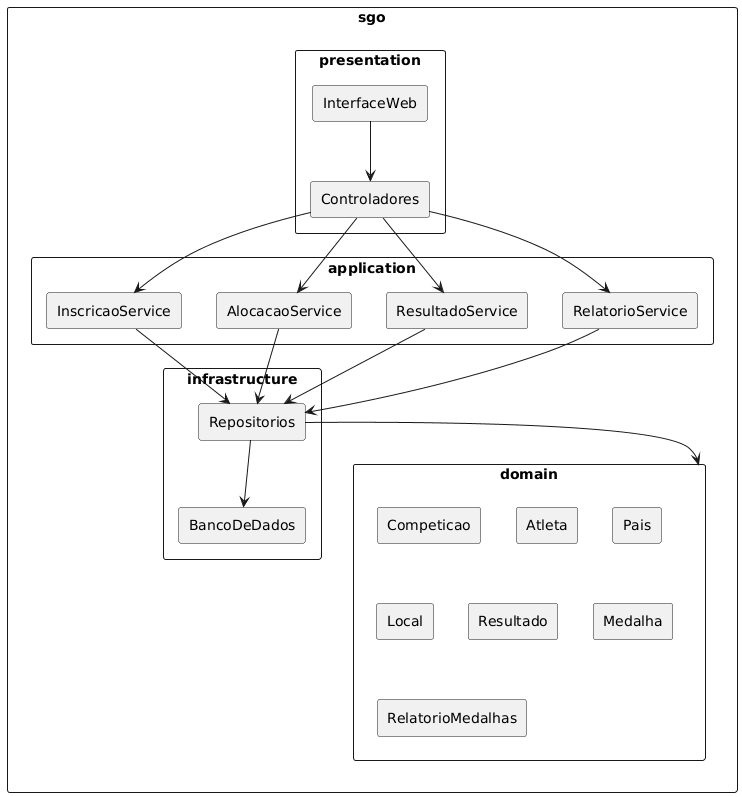 sgo
presentation
InterfaceWeb
Controladores
application
InscricaoService
AlocacaoService
ResultadoService
RelatorioService
infrastructure
Repositorios
BancoDeDados
domain
Competicao
Atleta
Pais
Local
Resultado
Medalha
RelatorioMedalhas